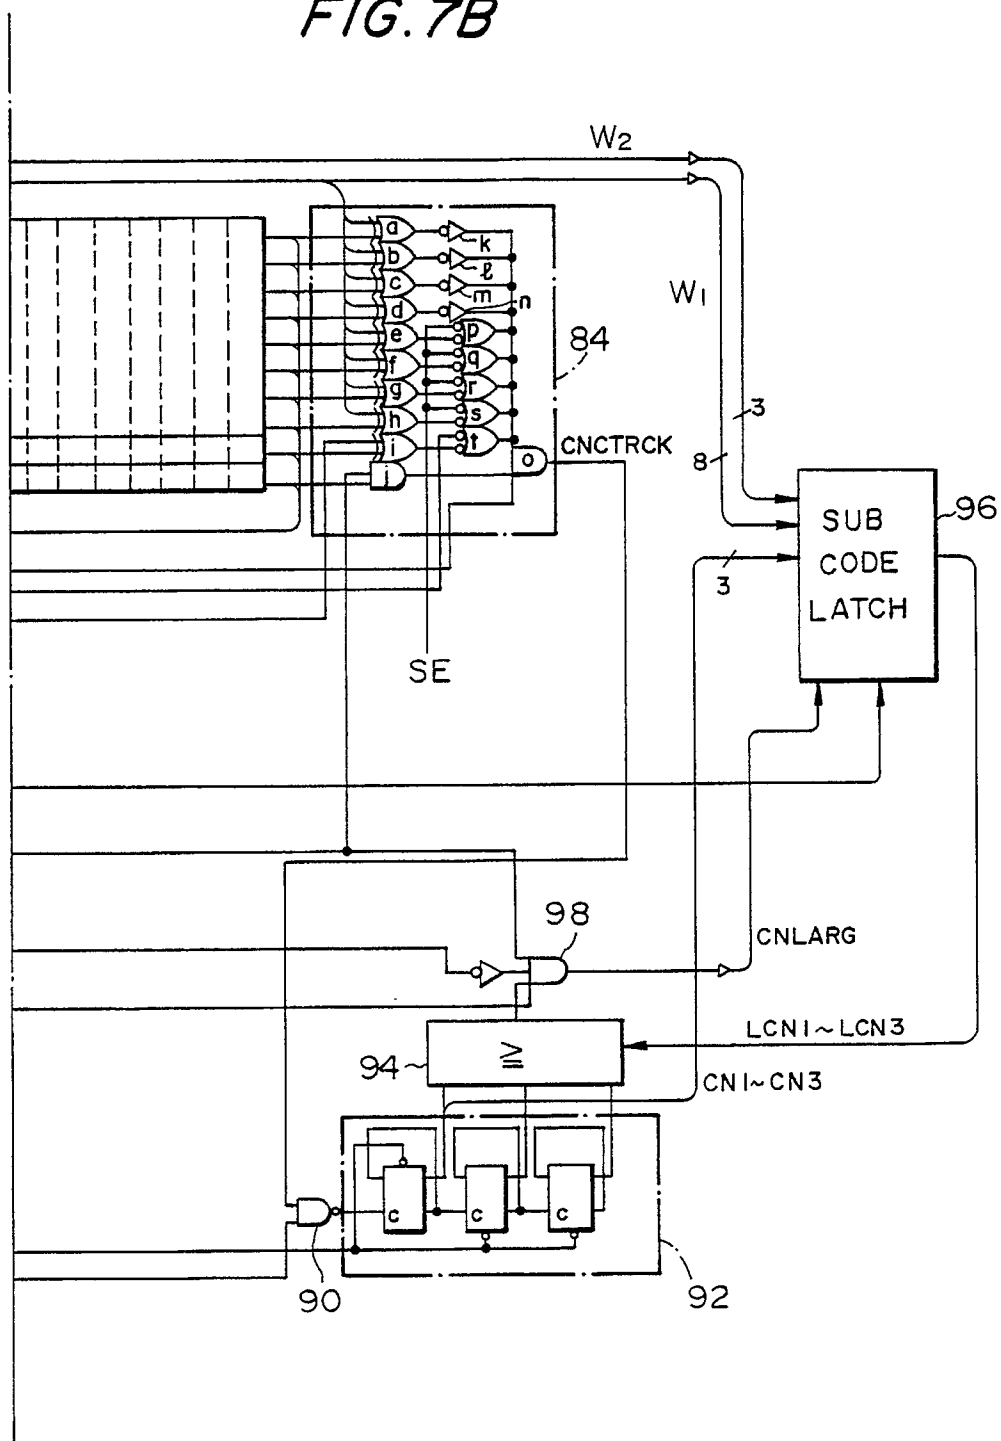 FIG. 7B
W2
W1
a
k
b
l
c
m
d
n
e
p
f
q
g
r
h
s
i
t
j
o
84
CNCTRCK
3
8
3
SUB
CODE
LATCH
96
SE
98
CNLARG
94
≧
LCN1~LCN3
CN1~CN3
C
C
C
90
92